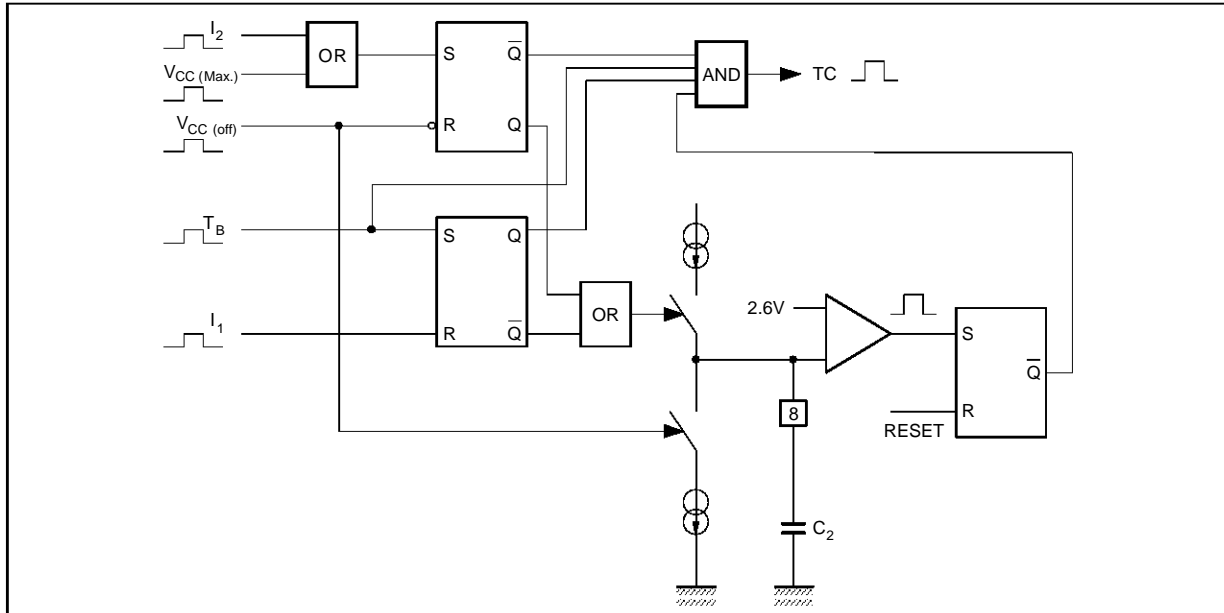 I2
OR
S
Q̅
AND
TC
VCC (Max.)
VCC (off)
R
Q
TB
S
Q
OR
2.6V
I1
R
Q̅
S
Q̅
8
R
RESET
C2